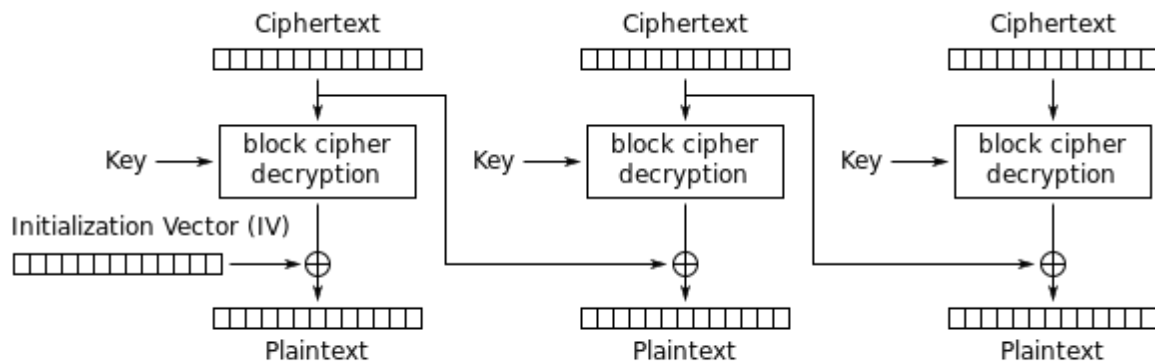 Ciphertext Ciphertext Ciphertext
Key block cipher decryption Key block cipher decryption Key block cipher decryption
Initialization Vector (IV)
Plaintext Plaintext Plaintext